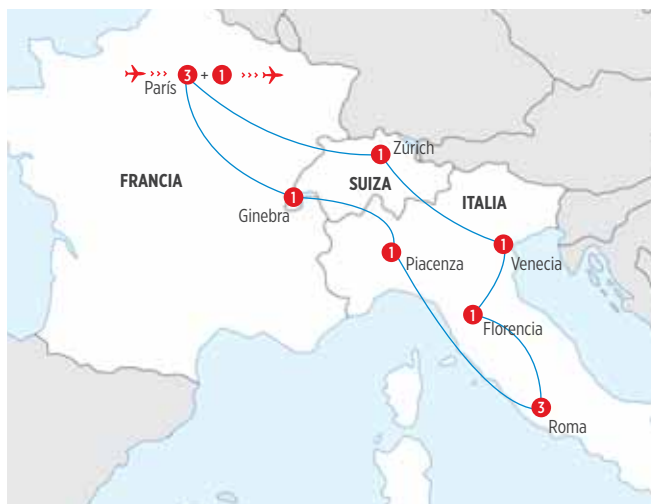 3 + 1
París
1
Zúrich
FRANCIA
SUIZA
ITALIA
1
Ginebra
1
Venecia
1
Piacenza
1
Florencia
3
Roma